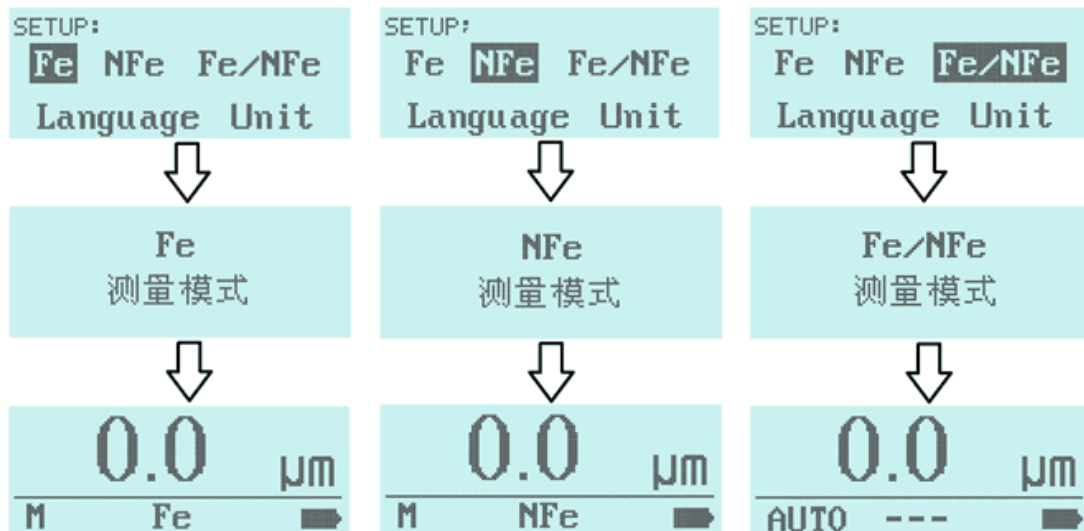 SETUP:
Fe NFe Fe/NFe
Language Unit
Fe
测量模式
0.0 µm
M Fe
SETUP:
Fe NFe Fe/NFe
Language Unit
NFe
测量模式
0.0 µm
M NFe
SETUP:
Fe NFe Fe/NFe
Language Unit
Fe/NFe
测量模式
0.0 µm
AUTO ---